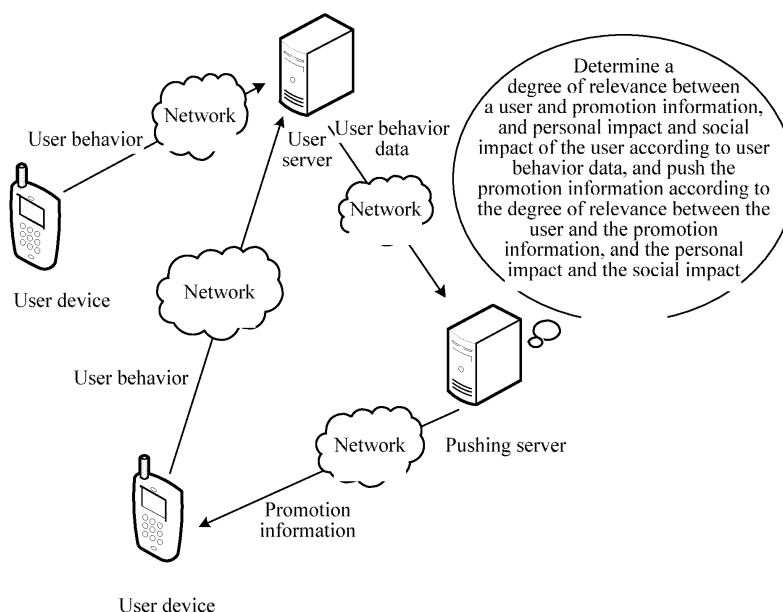 Determine a
degree of relevance between
a user and promotion information,
and personal impact and social
impact of the user according to user
behavior data, and push the
promotion information according to
the degree of relevance between the
user and the promotion
information, and the personal
impact and the social impact
Network
User behavior
User
server
User behavior
data
Network
User device
Network
User behavior
Network
Pushing server
Promotion
information
User device